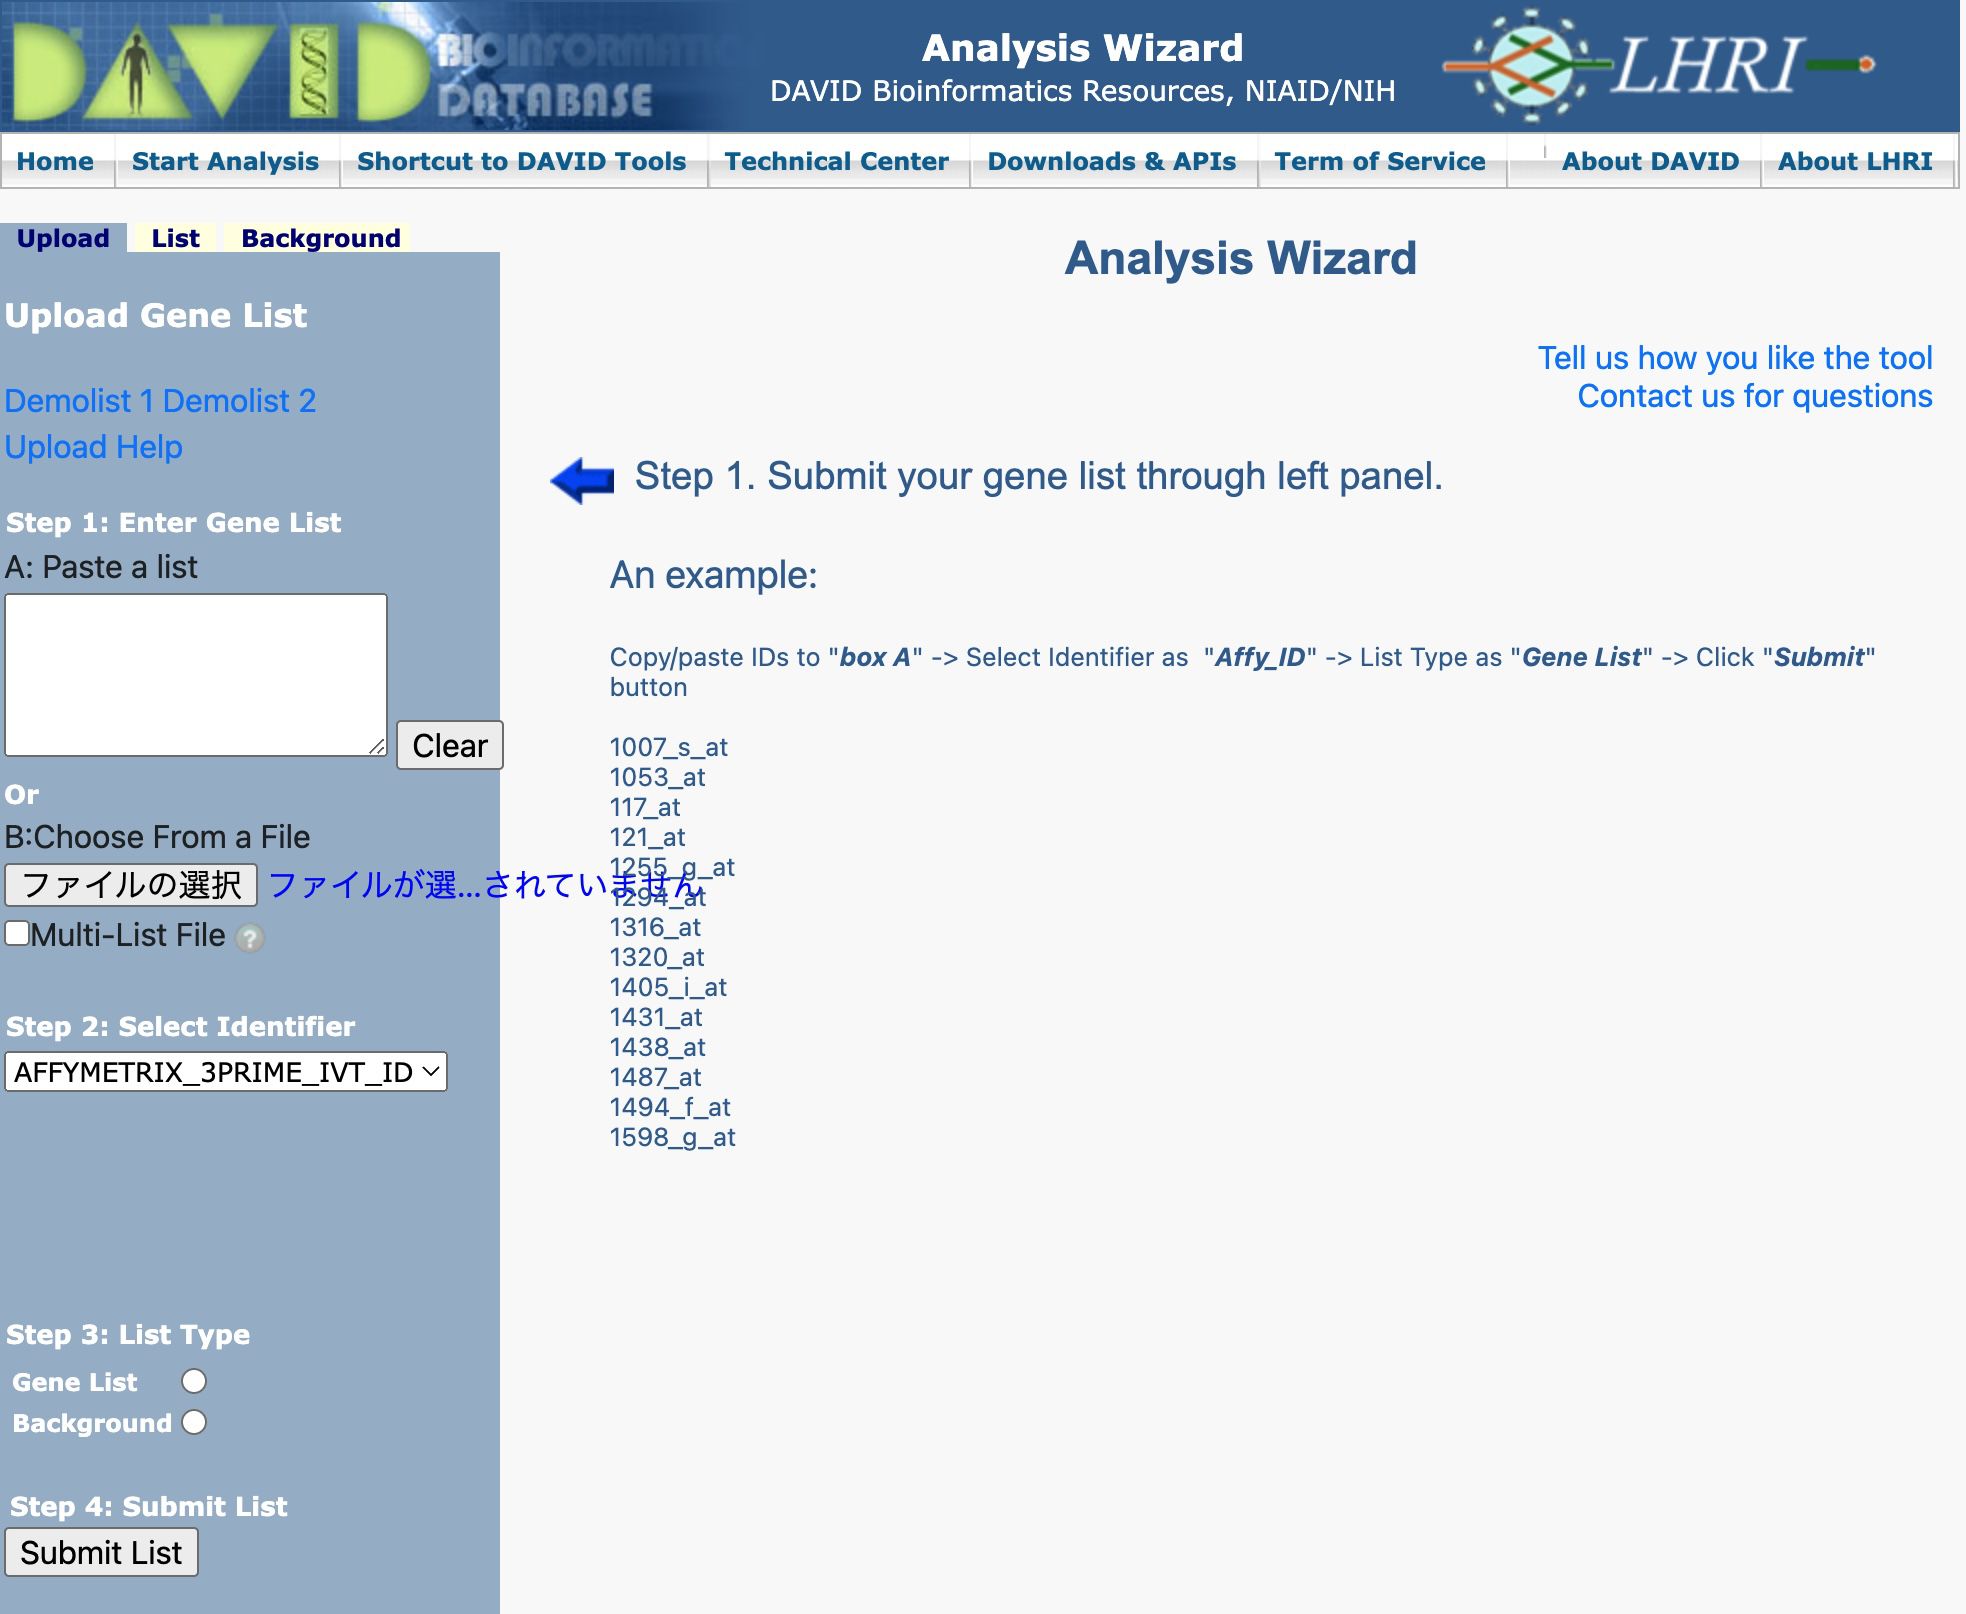 DAVID BIOINFORMATICS
DATABASE
Analysis Wizard
DAVID Bioinformatics Resources, NIAID/NIH
LHRI
Home Start Analysis Shortcut to DAVID Tools Technical Center Downloads & APIs Term of Service About DAVID About LHRI
Upload List Background
Upload Gene List
Demolist 1 Demolist 2
Upload Help
Step 1: Enter Gene List
A: Paste a list
Clear
Or
B:Choose From a File
ファイルの選択 ファイルが選...されていません
Multi-List File ?
Step 2: Select Identifier
AFFYMETRIX_3PRIME_IVT_ID
Step 3: List Type
Gene List
Background
Step 4: Submit List
Submit List
Analysis Wizard
Tell us how you like the tool
Contact us for questions
Step 1. Submit your gene list through left panel.
An example:
Copy/paste IDs to "box A" -> Select Identifier as "Affy_ID" -> List Type as "Gene List" -> Click "Submit"
button
1007_s_at
1053_at
117_at
121_at
1255_g_at
1294_at
1316_at
1320_at
1405_i_at
1431_at
1438_at
1487_at
1494_f_at
1598_g_at